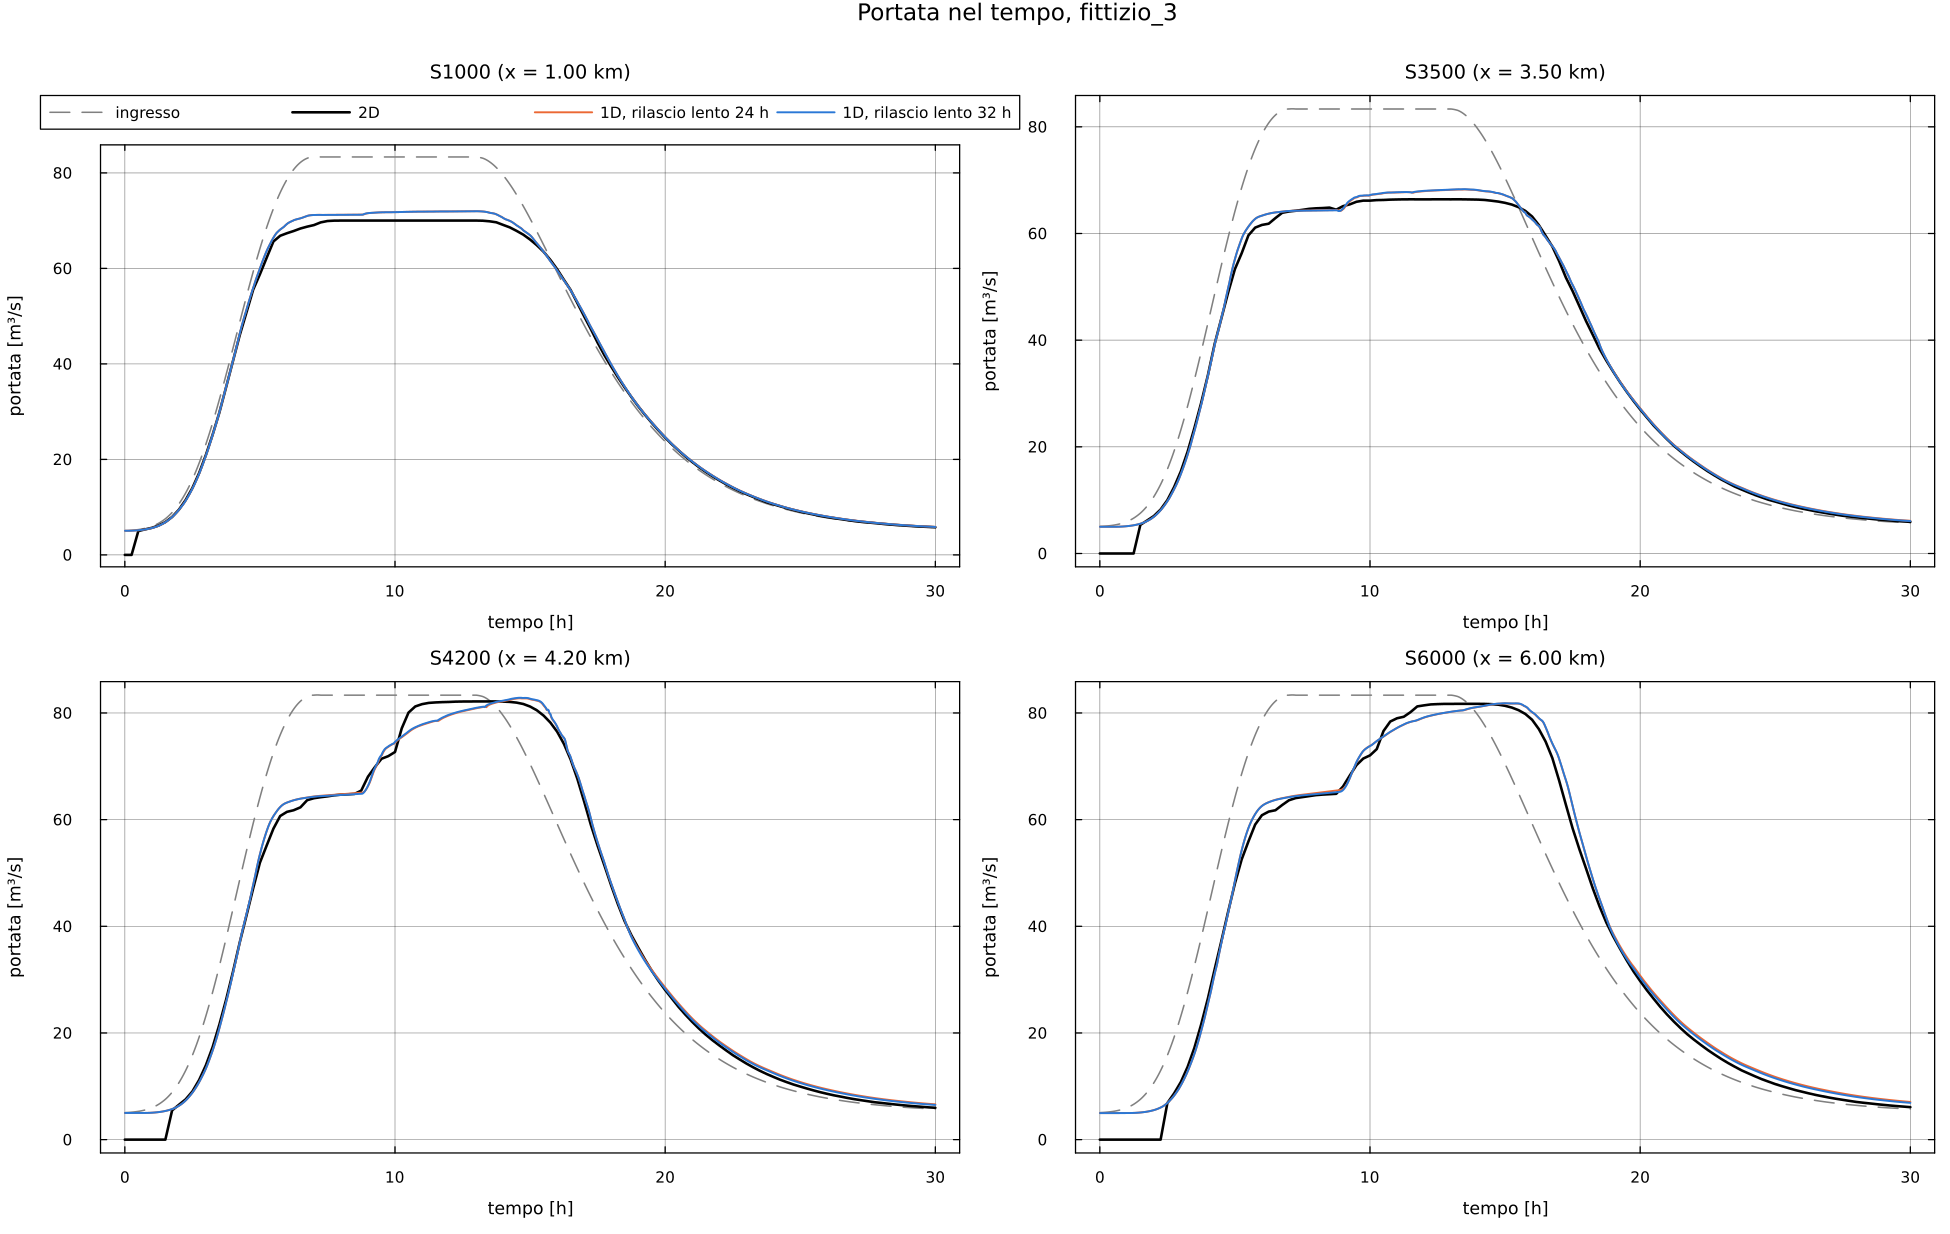 Portata nel tempo, fittizio_3
S1000 (x = 1.00 km)
ingresso 2D 1D, rilascio lento 24 h 1D, rilascio lento 32 h
80
60
40
20
0
portata [m³/s]
0 10 20 30
tempo [h]
S3500 (x = 3.50 km)
80
60
40
20
0
portata [m³/s]
0 10 20 30
tempo [h]
S4200 (x = 4.20 km)
80
60
40
20
0
portata [m³/s]
0 10 20 30
tempo [h]
S6000 (x = 6.00 km)
80
60
40
20
0
portata [m³/s]
0 10 20 30
tempo [h]